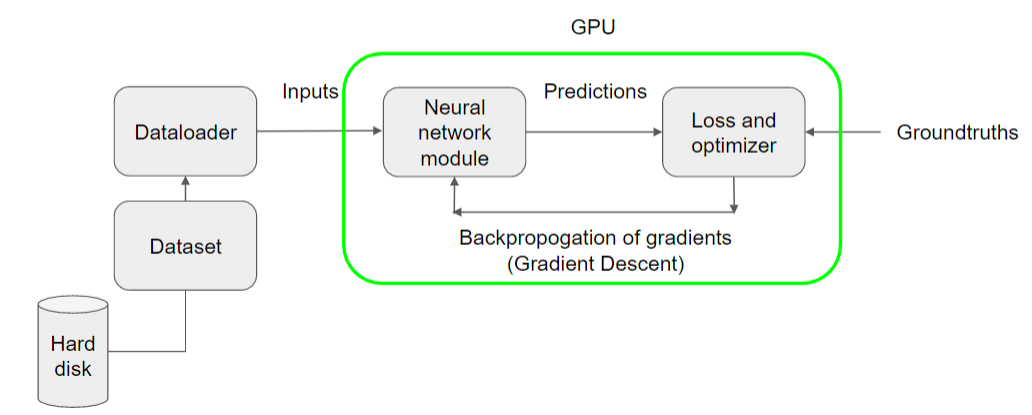 GPU
Inputs
Predictions
Dataloader
Neural
network
module
Loss and
optimizer
Groundtruths
Dataset
Backpropogation of gradients
(Gradient Descent)
Hard
disk